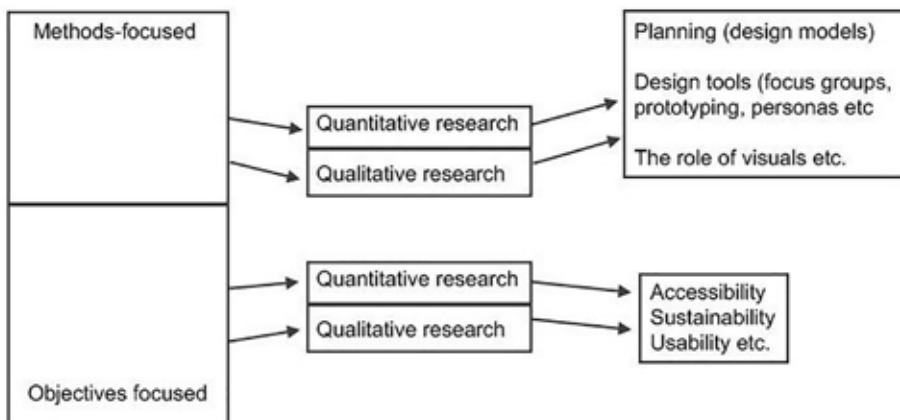 Methods-focused
Quantitative research
Qualitative research
Planning (design models)
Design tools (focus groups,
prototyping, personas etc
The role of visuals etc.
Objectives focused
Quantitative research
Qualitative research
Accessibility
Sustainability
Usability etc.